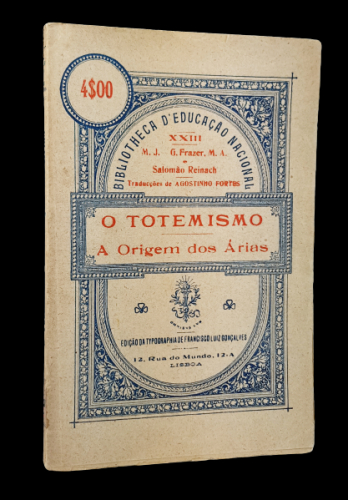 4$00
BIBLIOTHECA D'EDUCAÇÃO NACIONAL
XXIII
M. J. G. Frazer, M. A.
e
Salomão Reinach
Traducções de AGOSTINHO FORTES
O TOTEMISMO
A Origem dos Árias
EDIÇÃO DA TYPOGRAPHIA DE FRANCISCO LUIZ GONÇALVES
12, Rua do Mundo, 12-A
LISBOA